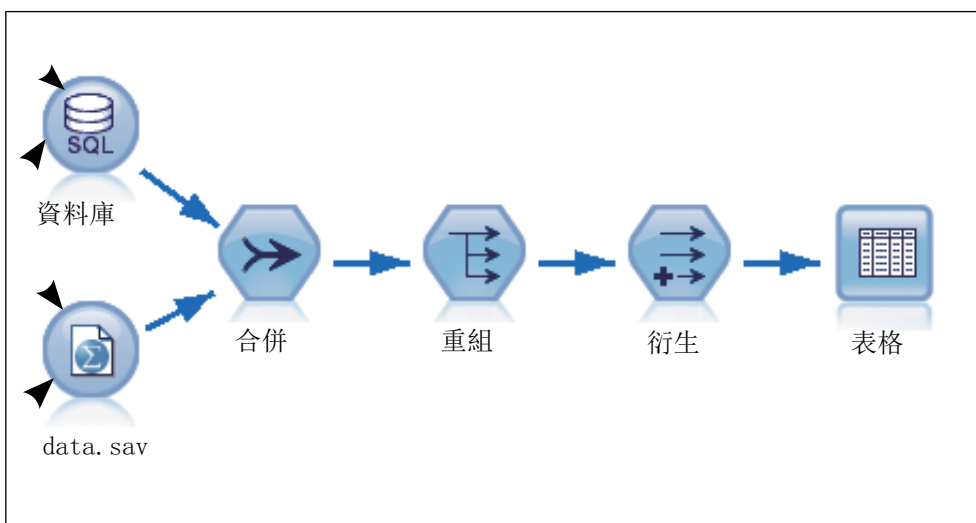 SQL
資料庫
合併
重組
衍生
表格
data.sav